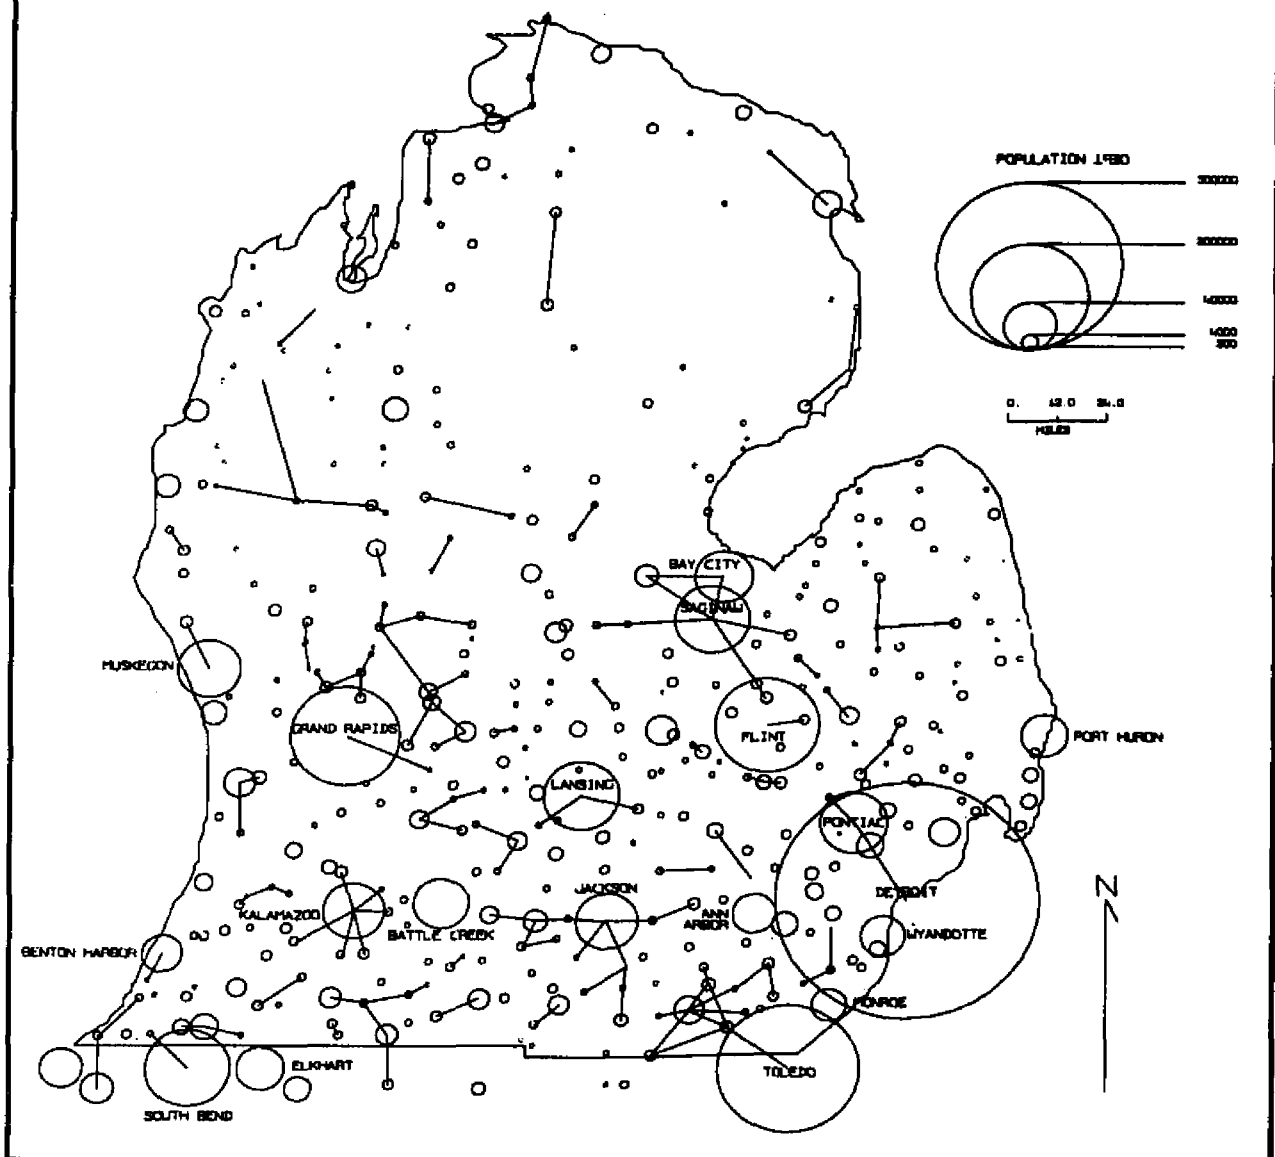 POPULATION 1980
300000
200000
40000
4000
300
0. 12.0 24.0
MILES
BAY CITY
SAGINAW
MUSKEGON
GRAND RAPIDS
FLINT
PORT HURON
LANSING
PONTIAC
DETROIT
JACKSON
KALAMAZOO
ANN
ARBOR
BATTLE CREEK
WYANDOTTE
BENTON HARBOR
MONROE
ELKHART
TOLEDO
SOUTH BEND
N